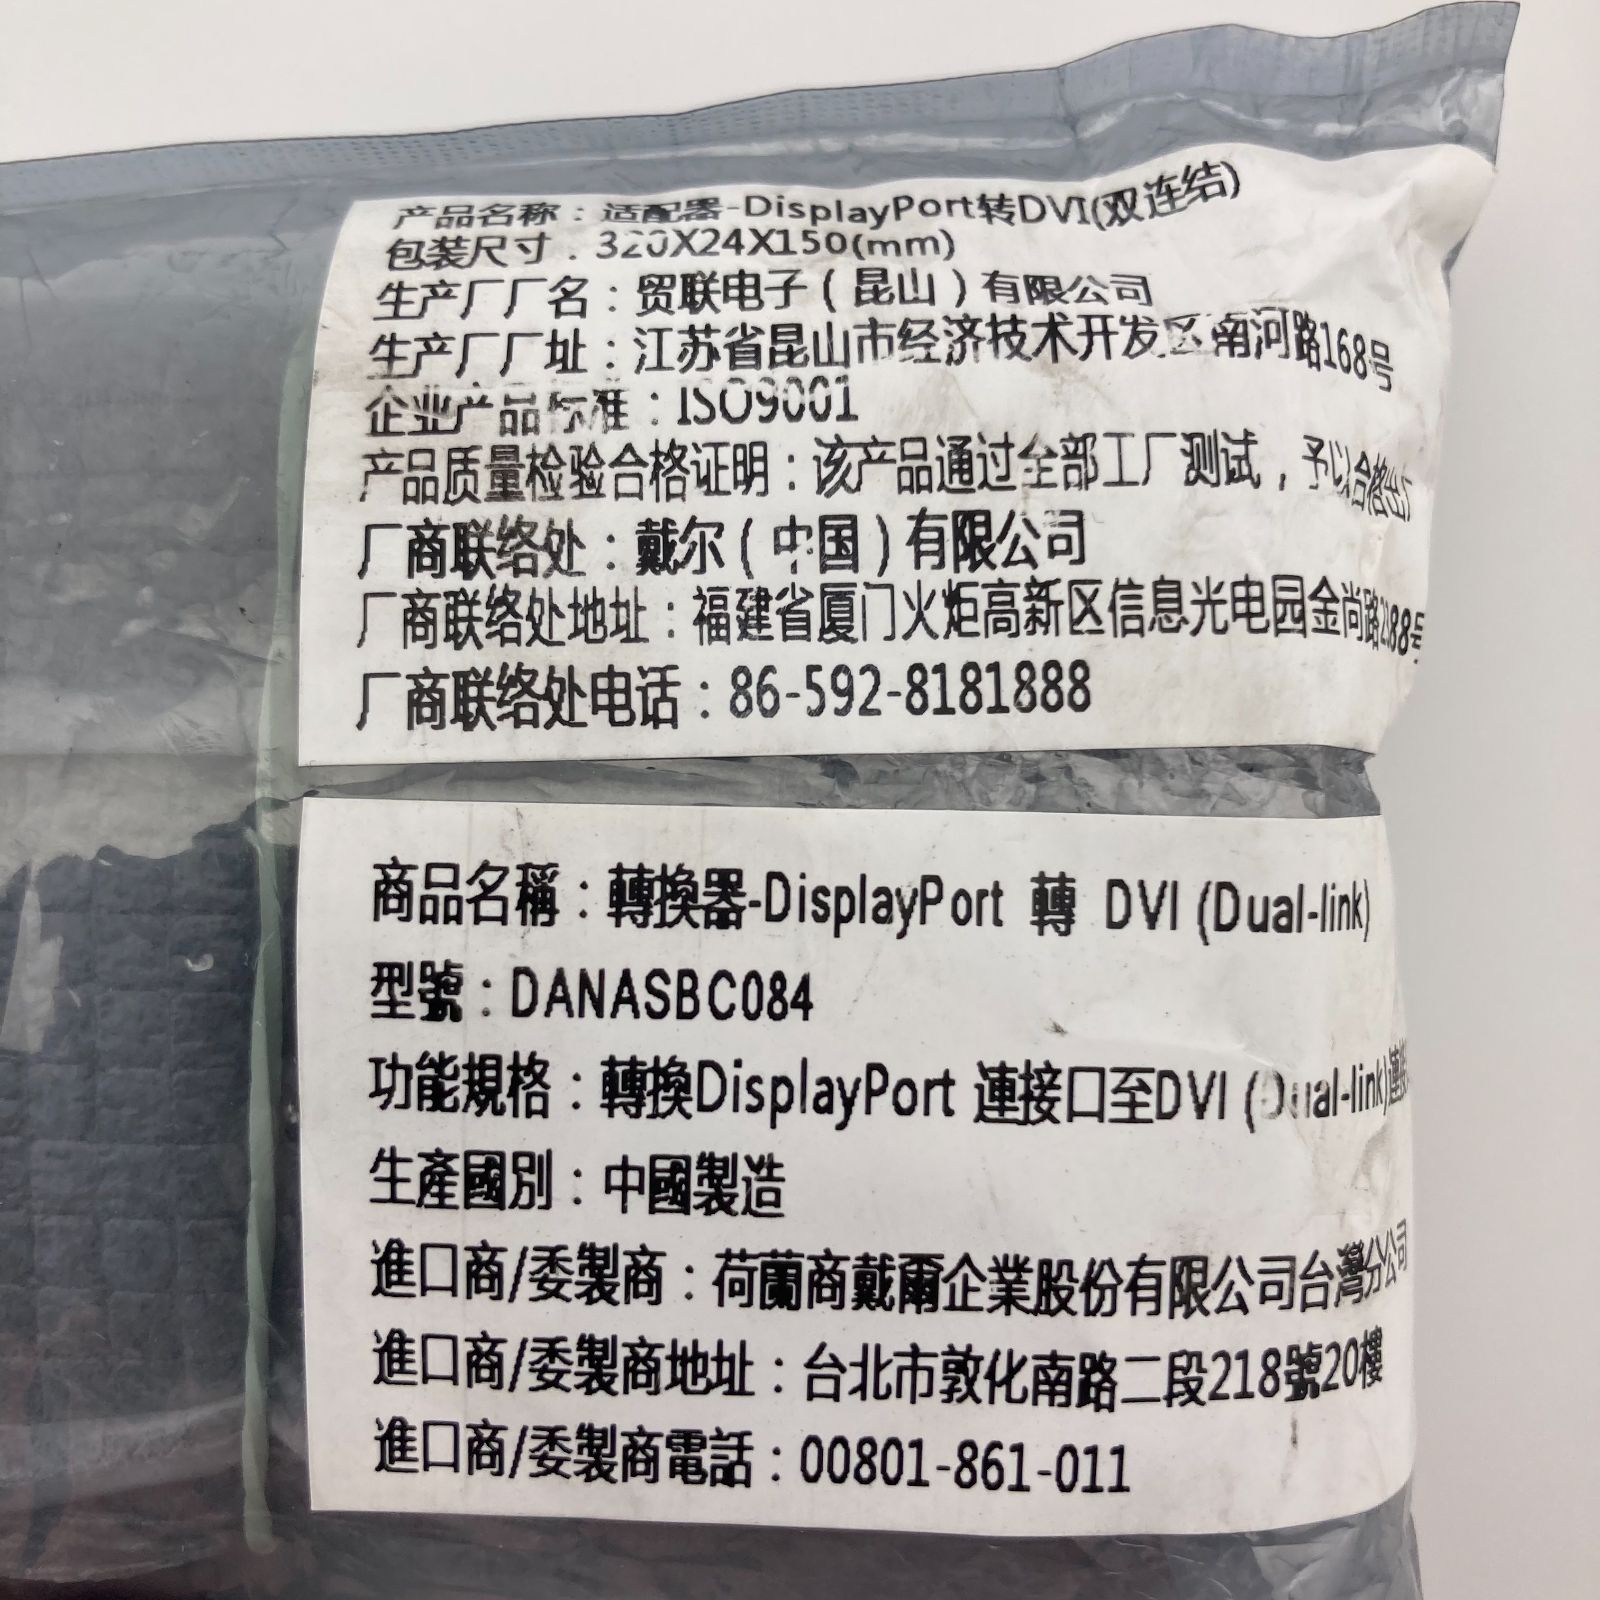 产品名称：适配器-DisplayPort转DVI(双连结)
包装尺寸：320X24X150(mm)
生产厂厂名：贸联电子（昆山）有限公司
生产厂厂址：江苏省昆山市经济技术开发区南河路168号
企业产品标准：ISO9001
产品质量检验合格证明：该产品通过全部工厂测试，予以合格出厂
厂商联络处：戴尔（中国）有限公司
厂商联络处地址：福建省厦门火炬高新区信息光电园金尚路
厂商联络处电话：86-592-8181888
商品名稱：轉換器-DisplayPort 轉 DVI (Dual-link)
型號：DANASBC084
功能規格：轉換DisplayPort 連接口至DVI (Dual-link)連接
生產國別：中國製造
進口商/委製商：荷蘭商戴爾企業股份有限公司台灣分公司
進口商/委製商地址：台北市敦化南路二段218號20樓
進口商/委製商電話：00801-861-011